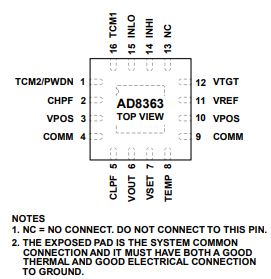 16 TCM1
15 INLO
14 INHI
13 NC
TCM2/PWDN 1
CHPF 2
VPOS 3
COMM 4
AD8363
TOP VIEW
12 VTGT
11 VREF
10 VPOS
9 COMM
CLPF 5
VOUT 6
VSET 7
TEMP 8
NOTES
1. NC = NO CONNECT. DO NOT CONNECT TO THIS PIN.
2. THE EXPOSED PAD IS THE SYSTEM COMMON
CONNECTION AND IT MUST HAVE BOTH A GOOD
THERMAL AND GOOD ELECTRICAL CONNECTION
TO GROUND.